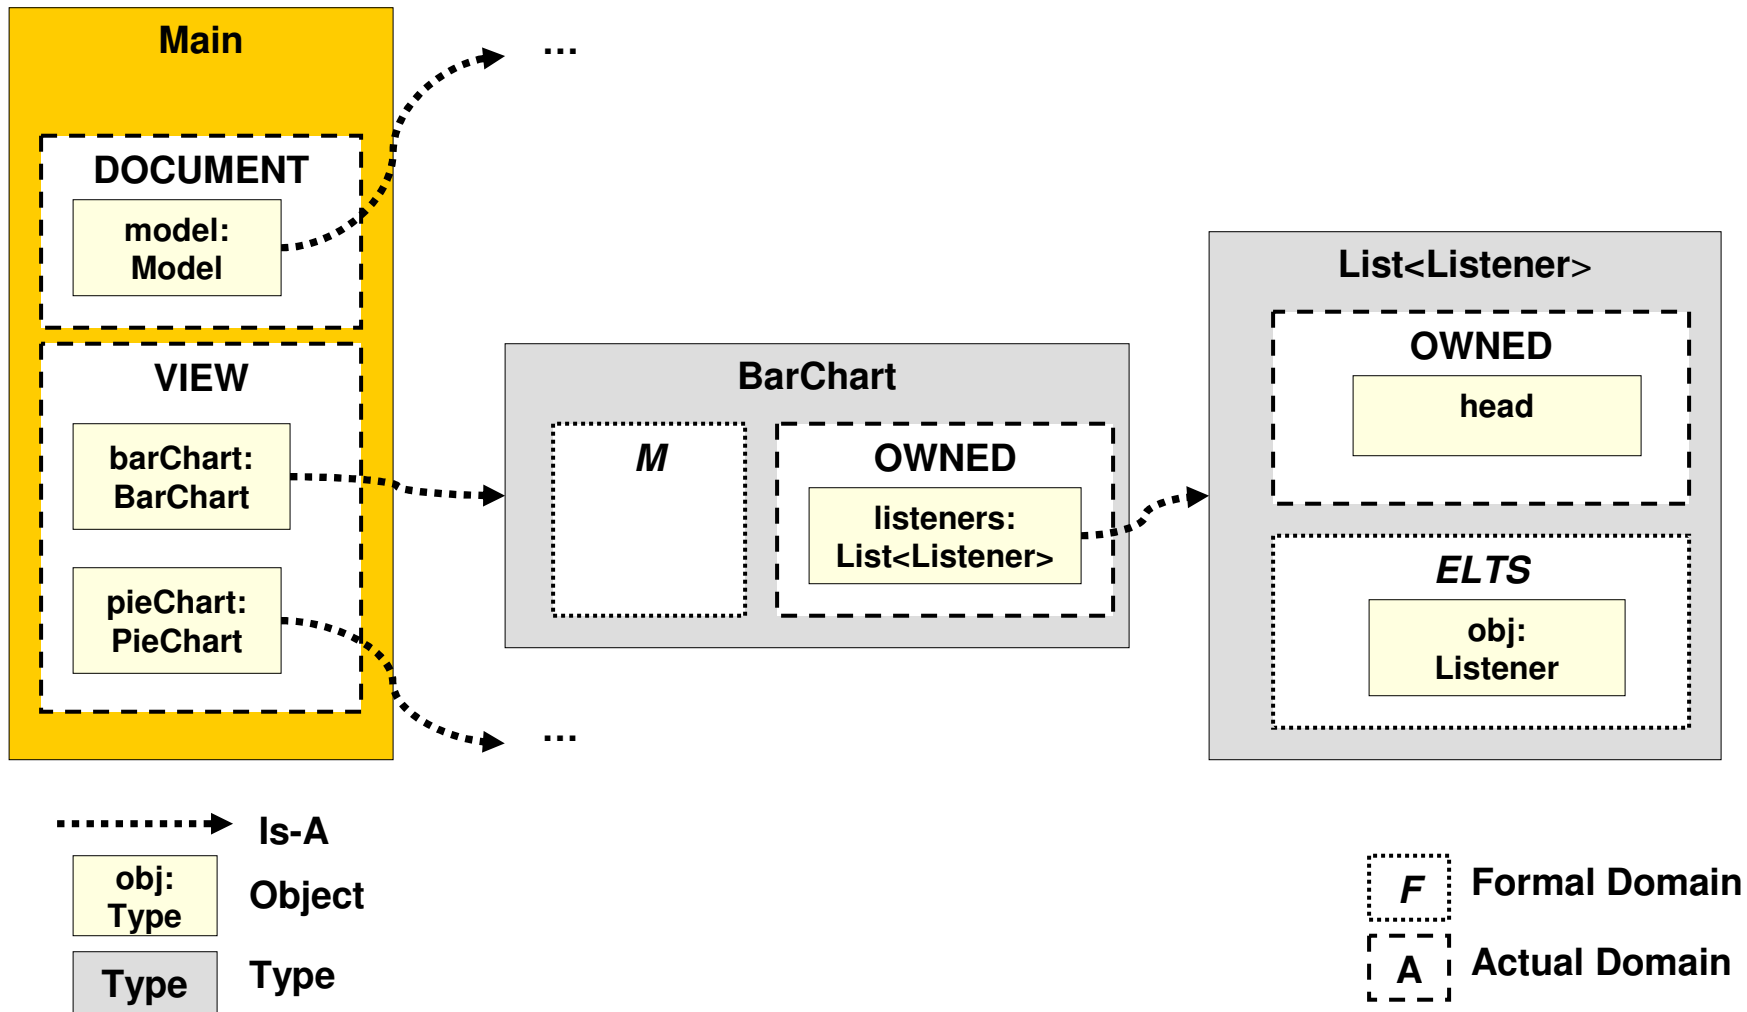 Main
...
DOCUMENT
model:
Model
VIEW
barChart:
BarChart
pieChart:
PieChart
...
BarChart
M
OWNED
listeners:
List<Listener>
List<Listener>
OWNED
head
ELTS
obj:
Listener
Is-A
obj:
Type
Object
Type
Type
F
Formal Domain
A
Actual Domain